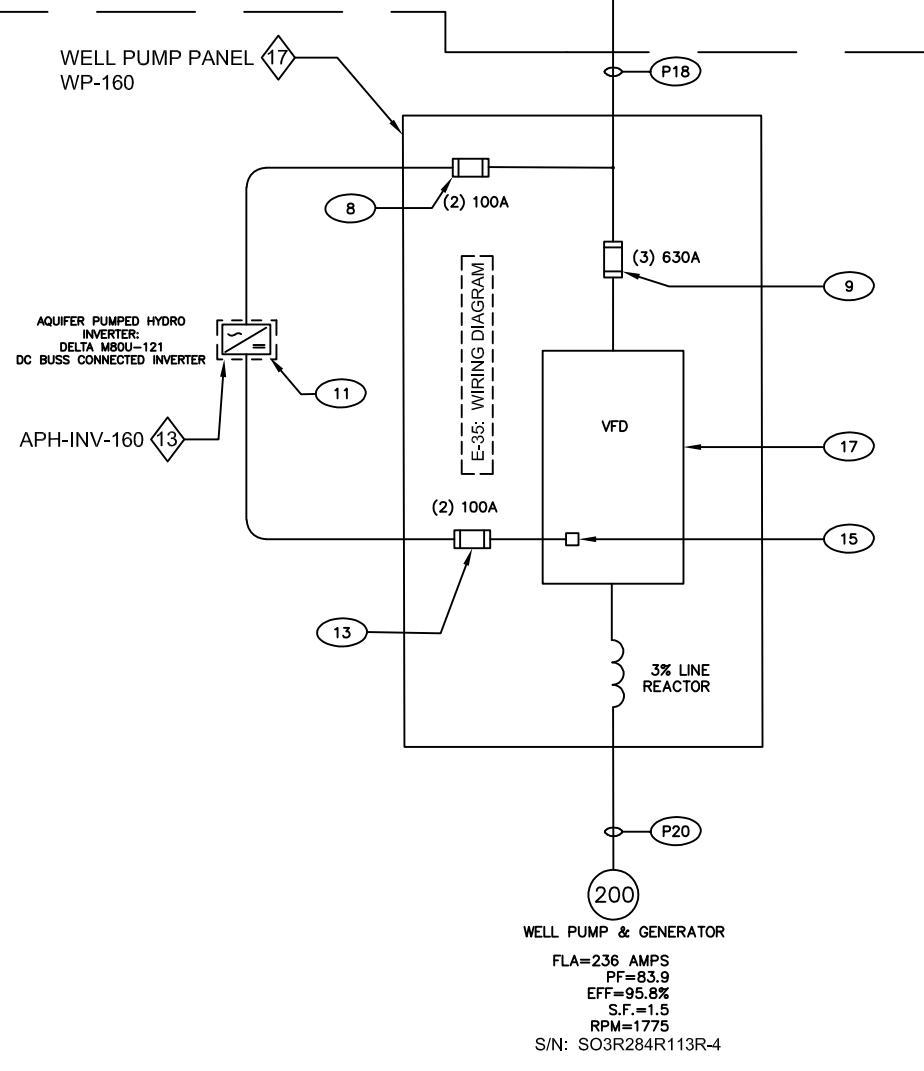 WELL PUMP PANEL 17
WP-160
P18
8
(2) 100A
(3) 630A
9
E-35: WIRING DIAGRAM
AQUIFER PUMPED HYDRO
INVERTER:
DELTA M80U-121
DC BUSS CONNECTED INVERTER
11
VFD
APH-INV-160 13
17
(2) 100A
15
13
3% LINE
REACTOR
P20
200
WELL PUMP & GENERATOR
FLA=236 AMPS
PF=83.9
EFF=95.8%
S.F.=1.5
RPM=1775
S/N: SO3R284R113R-4